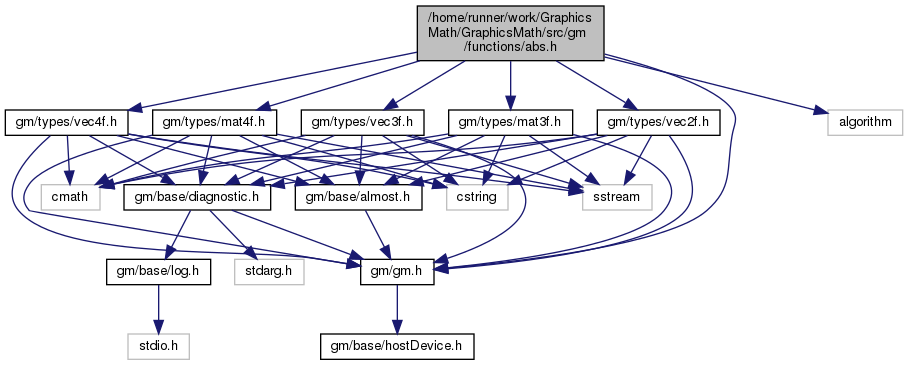 /home/runner/work/Graphics
Math/GraphicsMath/src/gm
/functions/abs.h
gm/types/vec4f.h
gm/types/mat4f.h
gm/types/vec3f.h
gm/types/mat3f.h
gm/types/vec2f.h
algorithm
cmath
gm/base/diagnostic.h
gm/base/almost.h
cstring
sstream
gm/base/log.h
stdarg.h
gm/gm.h
stdio.h
gm/base/hostDevice.h